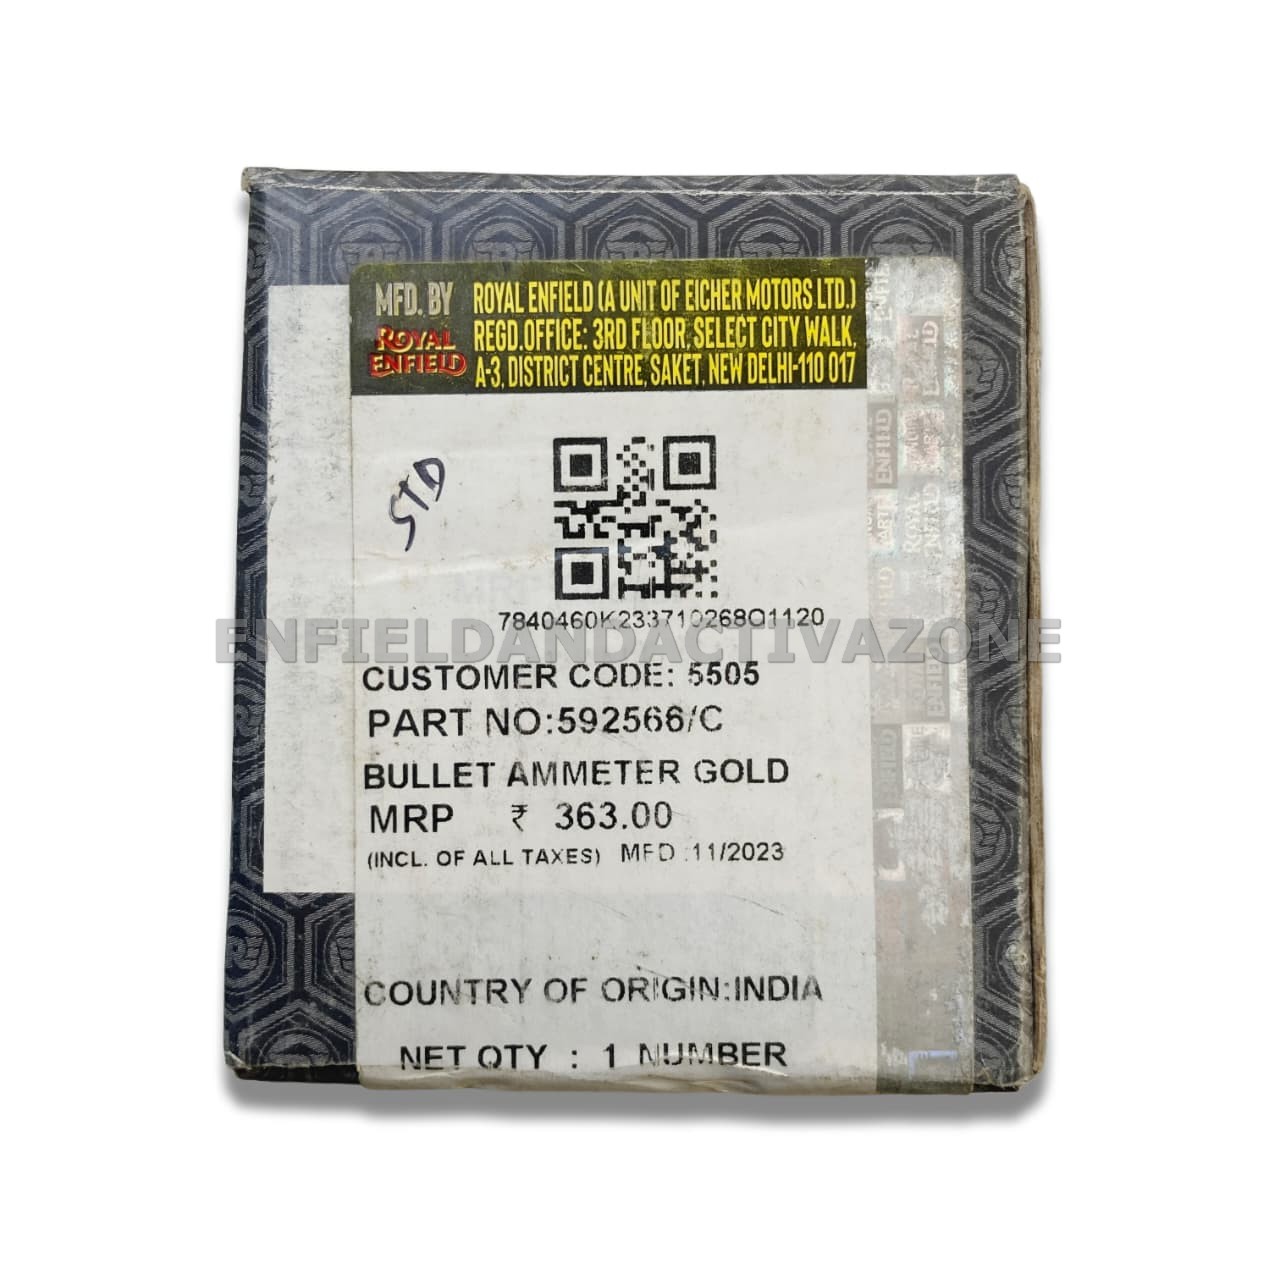 MFD. BY
ROYAL ENFIELD
ROYAL ENFIELD (A UNIT OF EICHER MOTORS LTD.)
REGD.OFFICE: 3RD FLOOR, SELECT CITY WALK,
A-3, DISTRICT CENTRE, SAKET, NEW DELHI-110 017
STD
7840460K233710268O1120
ENFIELDANDACTIVAZONE
CUSTOMER CODE: 5505
PART NO:592566/C
BULLET AMMETER GOLD
MRP ₹ 363.00
(INCL. OF ALL TAXES) MFD :11/2023
COUNTRY OF ORIGIN:INDIA
NET QTY : 1 NUMBER